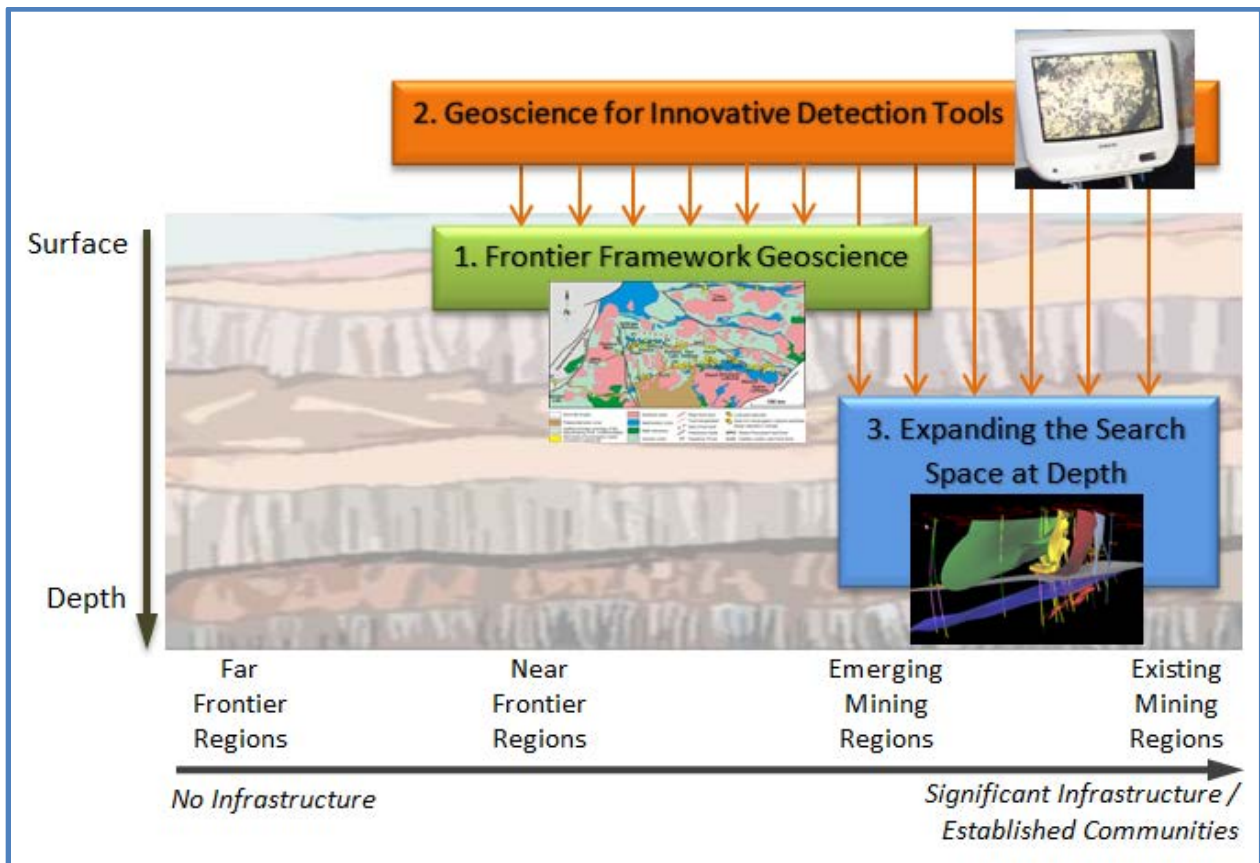 2. Geoscience for Innovative Detection Tools
Surface
1. Frontier Framework Geoscience
3. Expanding the Search
Space at Depth
Depth
Far
Frontier
Regions
Near
Frontier
Regions
Emerging
Mining
Regions
Existing
Mining
Regions
No Infrastructure
Significant Infrastructure /
Established Communities